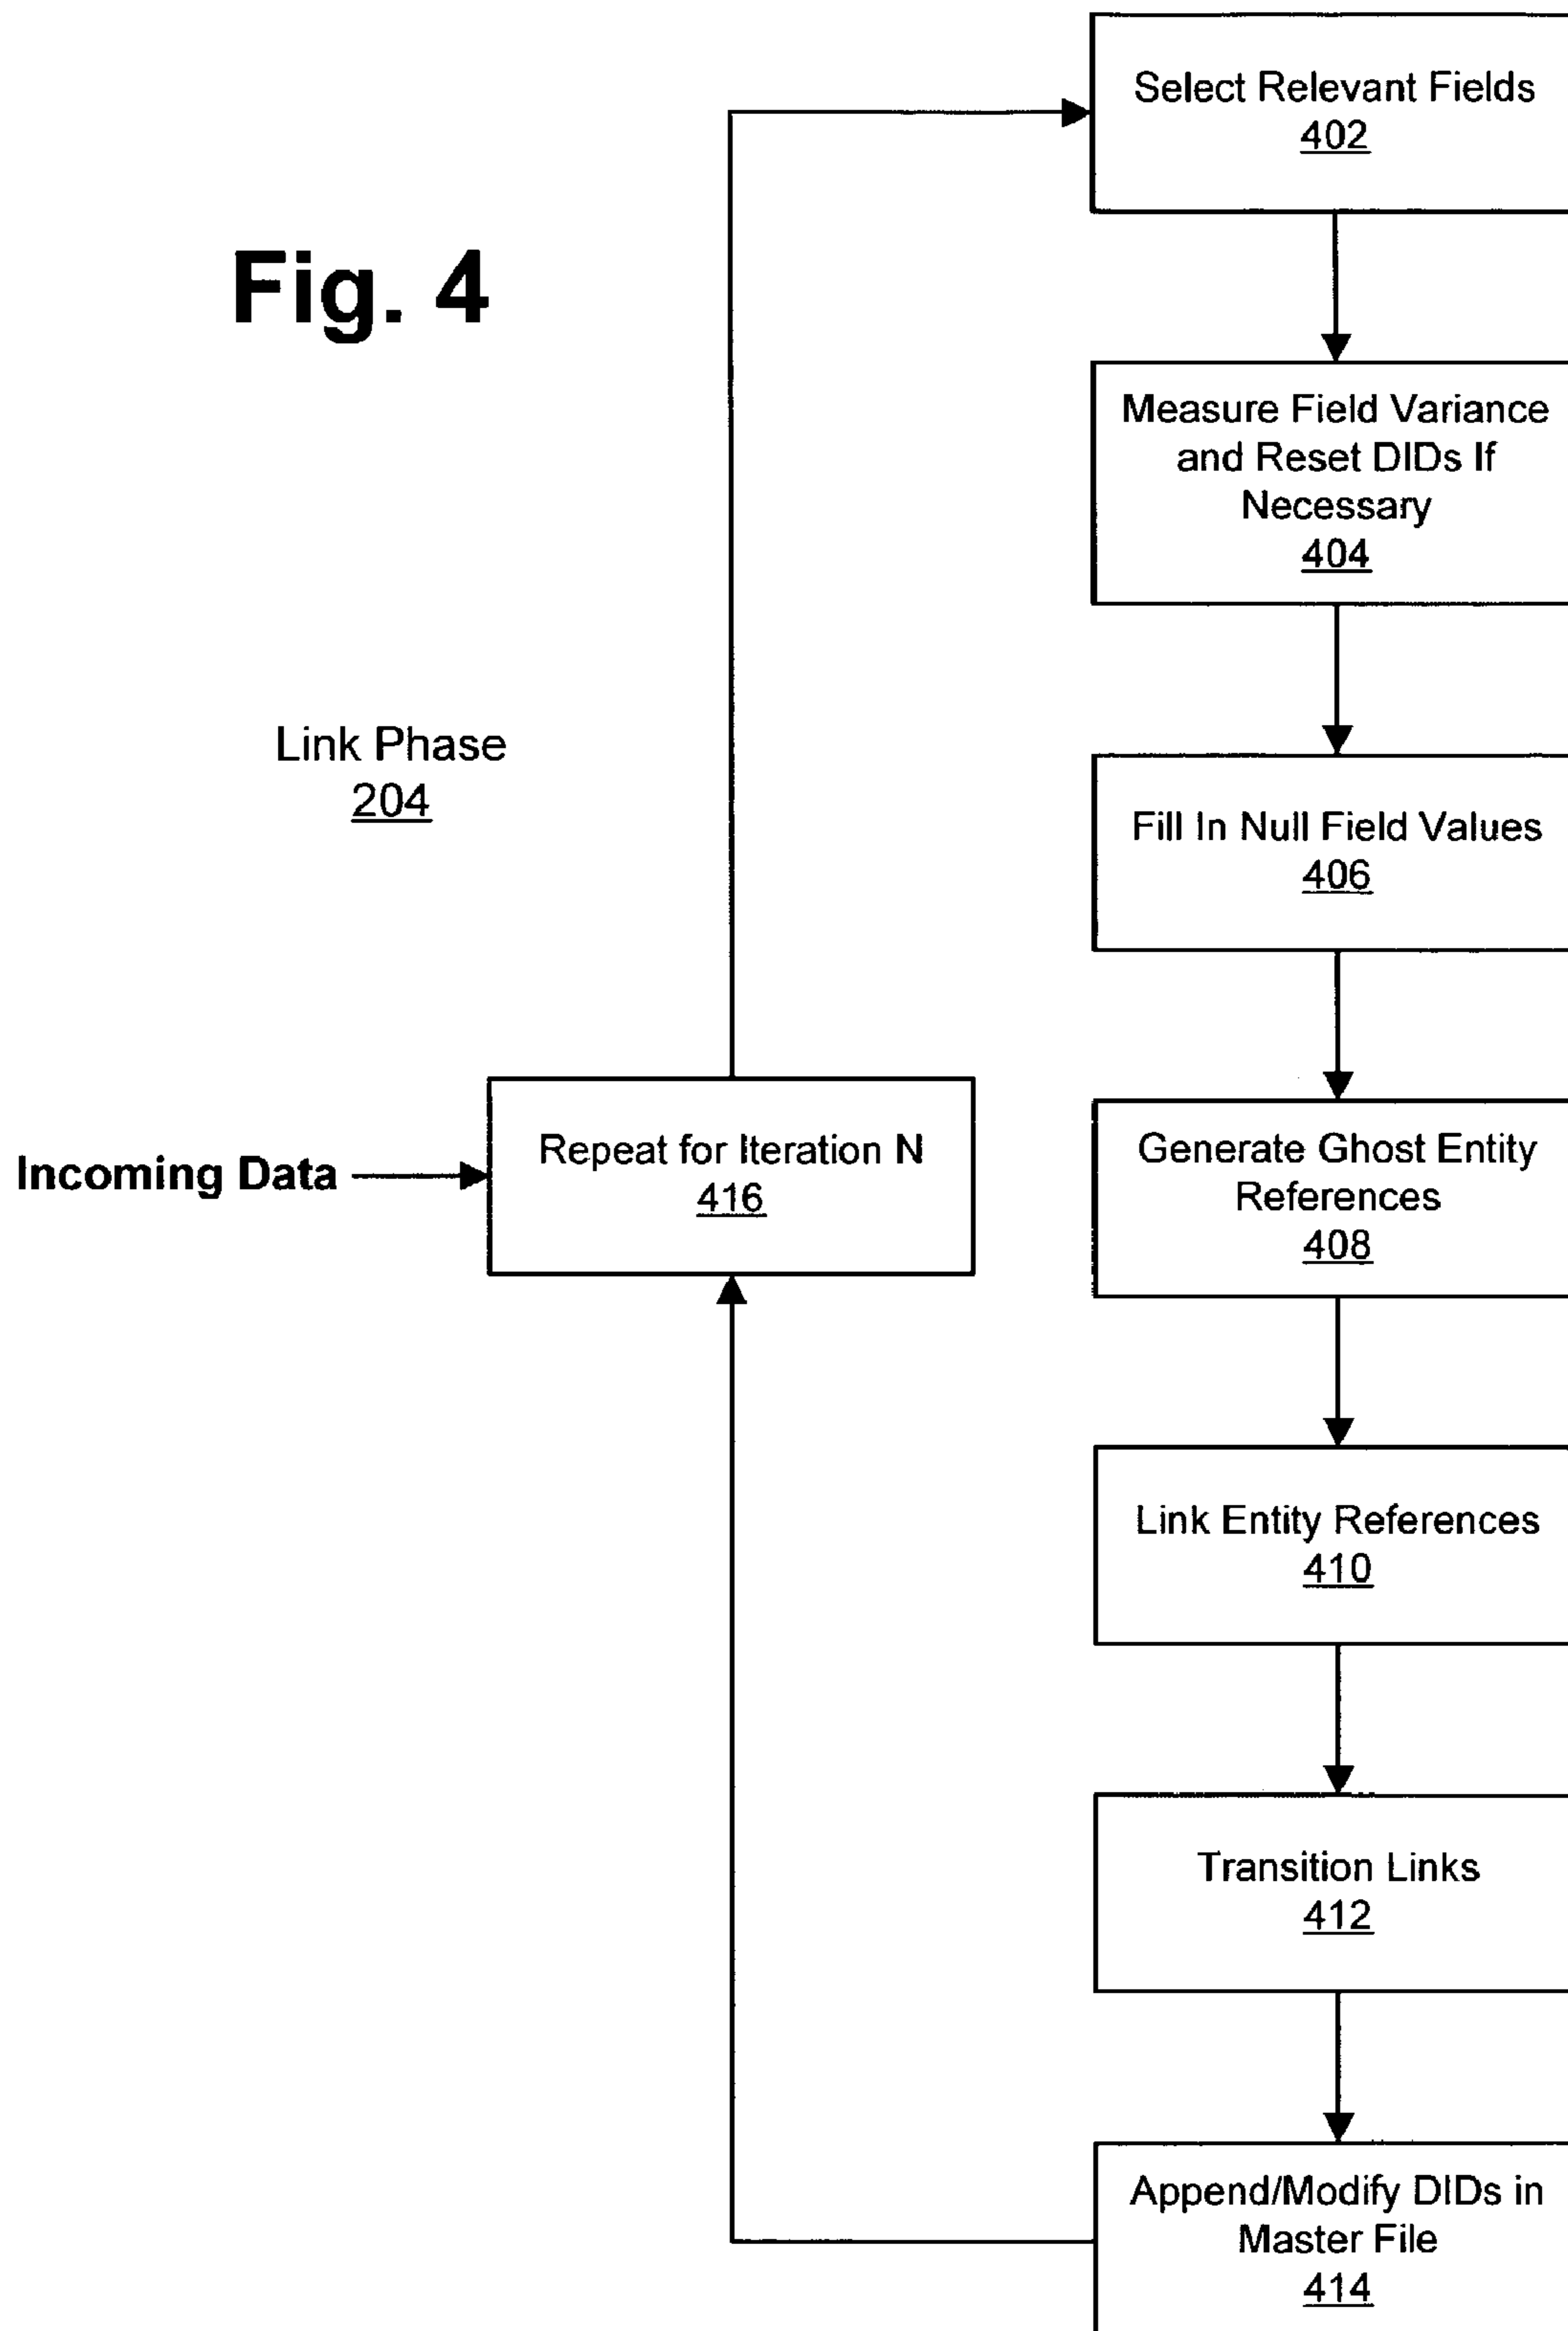 Select Relevant Fields
402
Fig. 4
Measure Field Variance
and Reset DIDs If
Necessary
404
Link Phase
204
Fill In Null Field Values
406
Incoming Data
Repeat for Iteration N
416
Generate Ghost Entity
References
408
Link Entity References
410
Transition Links
412
Append/Modify DIDs in
Master File
414